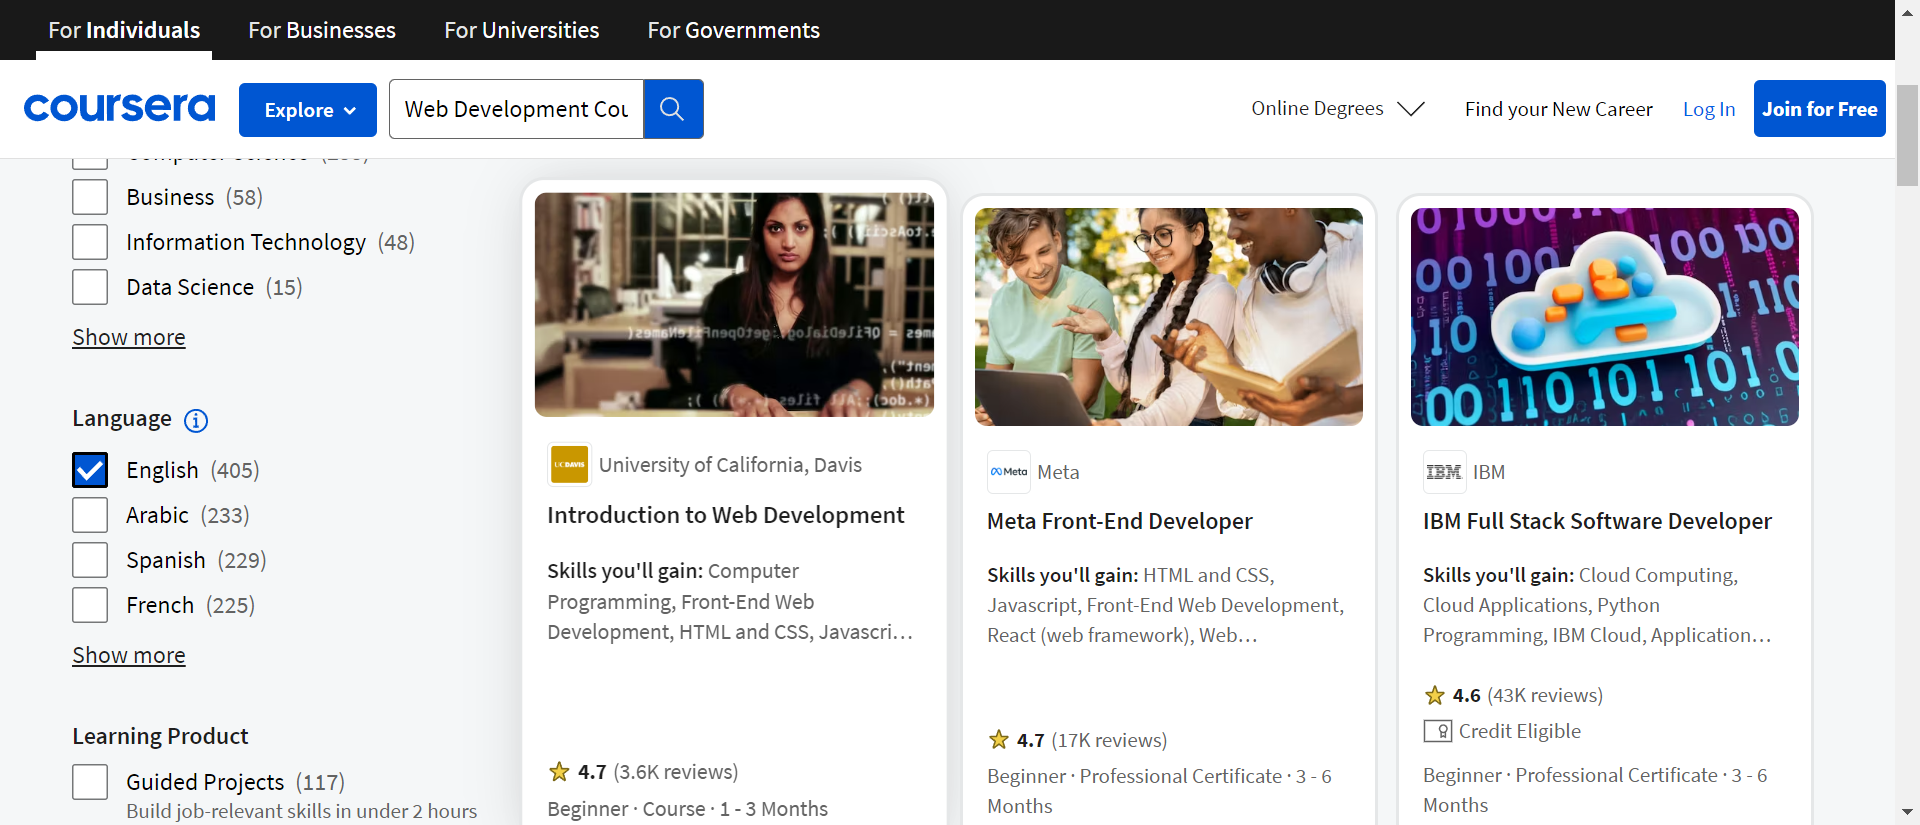 For Individuals
For Businesses
For Universities
For Governments
coursera
Explore
Web Development Cou
Online Degrees
Find your New Career
Log In
Join for Free
Business (58)
Information Technology (48)
Data Science (15)
Show more
Language
English (405)
Arabic (233)
Spanish (229)
French (225)
Show more
Learning Product
Guided Projects (117)
Build job-relevant skills in under 2 hours
UCDAVIS
University of California, Davis
Introduction to Web Development
Skills you'll gain: Computer
Programming, Front-End Web
Development, HTML and CSS, Javascri...
4.7 (3.6K reviews)
Beginner · Course · 1 - 3 Months
Meta
Meta
Meta Front-End Developer
Skills you'll gain: HTML and CSS,
Javascript, Front-End Web Development,
React (web framework), Web...
4.7 (17K reviews)
Beginner · Professional Certificate · 3 - 6
Months
IBM
IBM
IBM Full Stack Software Developer
Skills you'll gain: Cloud Computing,
Cloud Applications, Python
Programming, IBM Cloud, Application...
4.6 (43K reviews)
Credit Eligible
Beginner · Professional Certificate · 3 - 6
Months